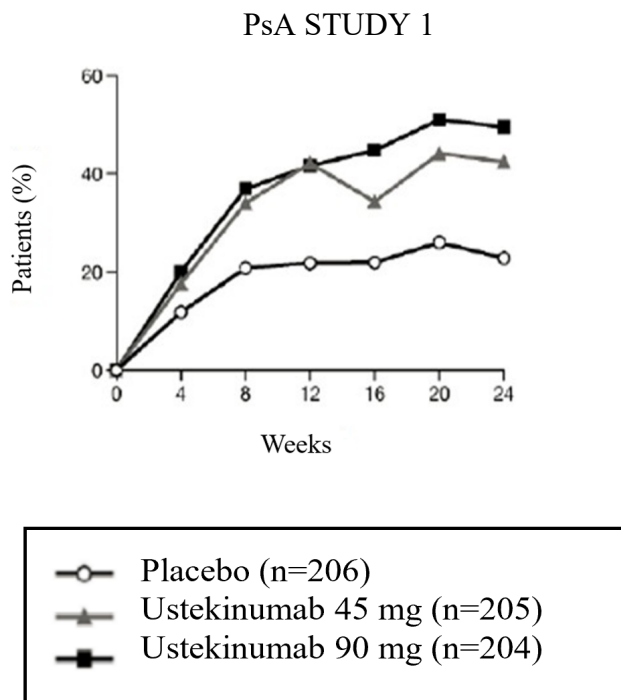 PsA STUDY 1
60
40
20
0
Patients (%)
0 4 8 12 16 20 24
Weeks
Placebo (n=206)
Ustekinumab 45 mg (n=205)
Ustekinumab 90 mg (n=204)